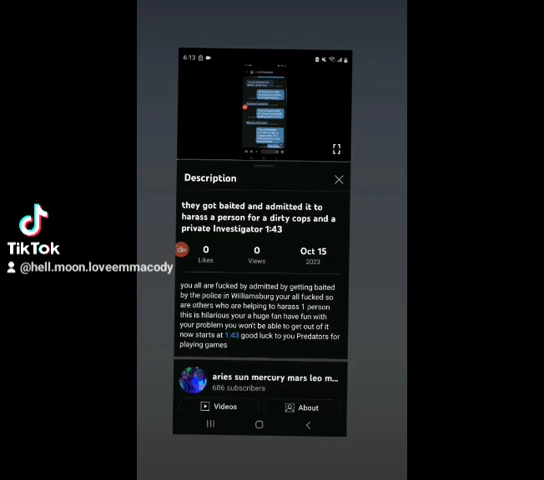 6:13
Description
they got baited and admitted it to
harass a person for a dirty cops and a
private Investigator 1:43
0
Likes
0
Views
Oct 15
2023
you all are fucked by admitted by getting baited
by the police in Williamsburg your all fucked so
are others who are helping to harass 1 person
this is hilarious your a huge fan have fun with
your problem you won't be able to get out of it
now starts at 1:43 good luck to you Predators for
playing games
aries sun mercury mars leo m...
686 subscribers
Videos
About
TikTok
@hell.moon.loveemmacody